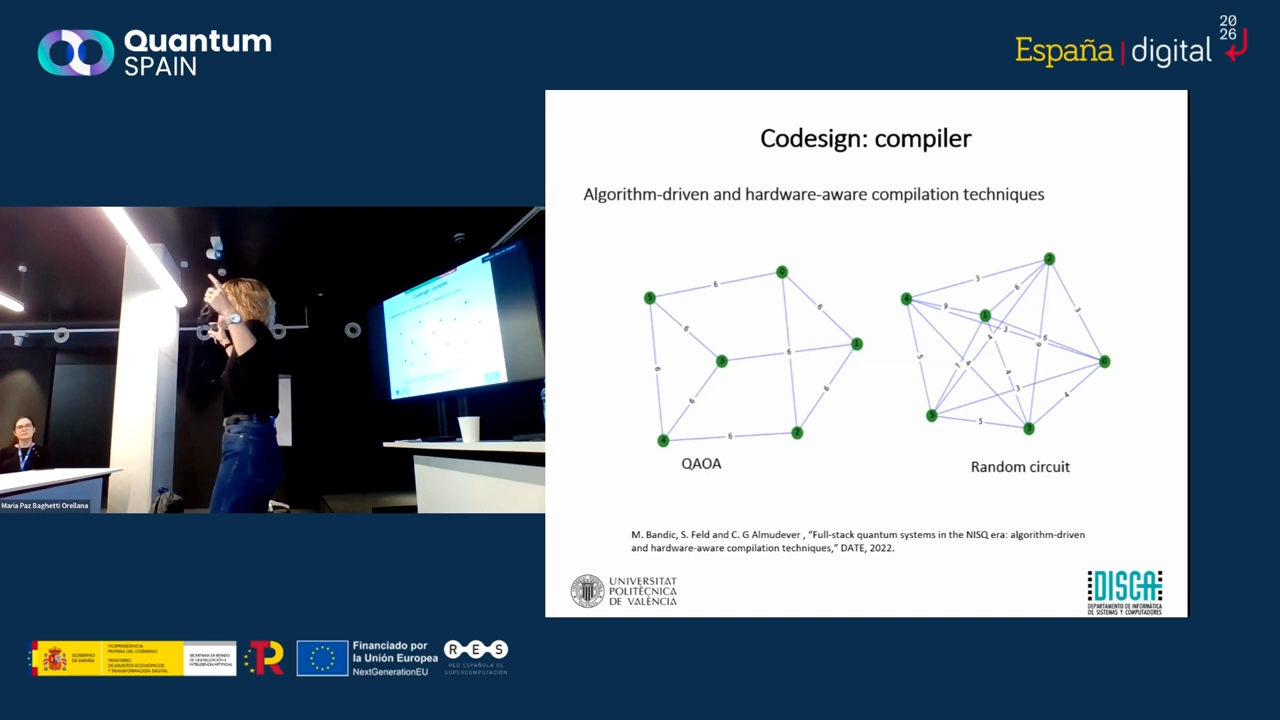 Quantum
SPAIN
España | digital
20
26
Codesign: compiler
Algorithm-driven and hardware-aware compilation techniques
QAOA
Random circuit
M. Bandic, S. Feld and C. G Almudever , "Full-stack quantum systems in the NISQ era: algorithm-driven
and hardware-aware compilation techniques," DATE, 2022.
UNIVERSITAT
POLITÈCNICA
DE VALÈNCIA
DISCA
DEPARTAMENTO DE INFORMÁTICA
DE SISTEMAS Y COMPUTADORES
Maria Paz Baghetti Orellana
GOBIERNO
DE ESPAÑA
VICEPRESIDENCIA
PRIMERA DEL GOBIERNO
MINISTERIO
DE ASUNTOS ECONÓMICOS
Y TRANSFORMACIÓN DIGITAL
SECRETARÍA DE ESTADO
DE DIGITALIZACIÓN E
INTELIGENCIA ARTIFICIAL
Financiado por
la Unión Europea
NextGenerationEU
RES
RED ESPAÑOLA DE
SUPERCOMPUTACIÓN